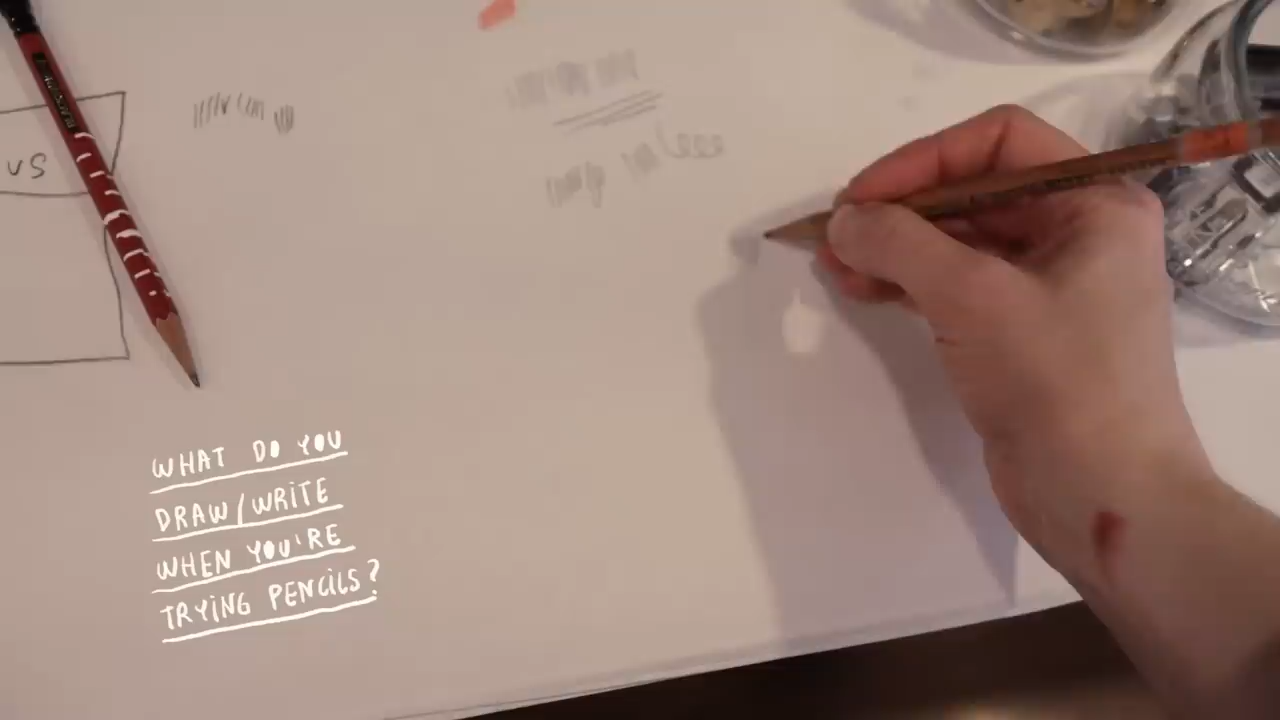 vs
WHAT DO YOU
DRAW/WRITE
WHEN YOU'RE
TRYING PENCILS?